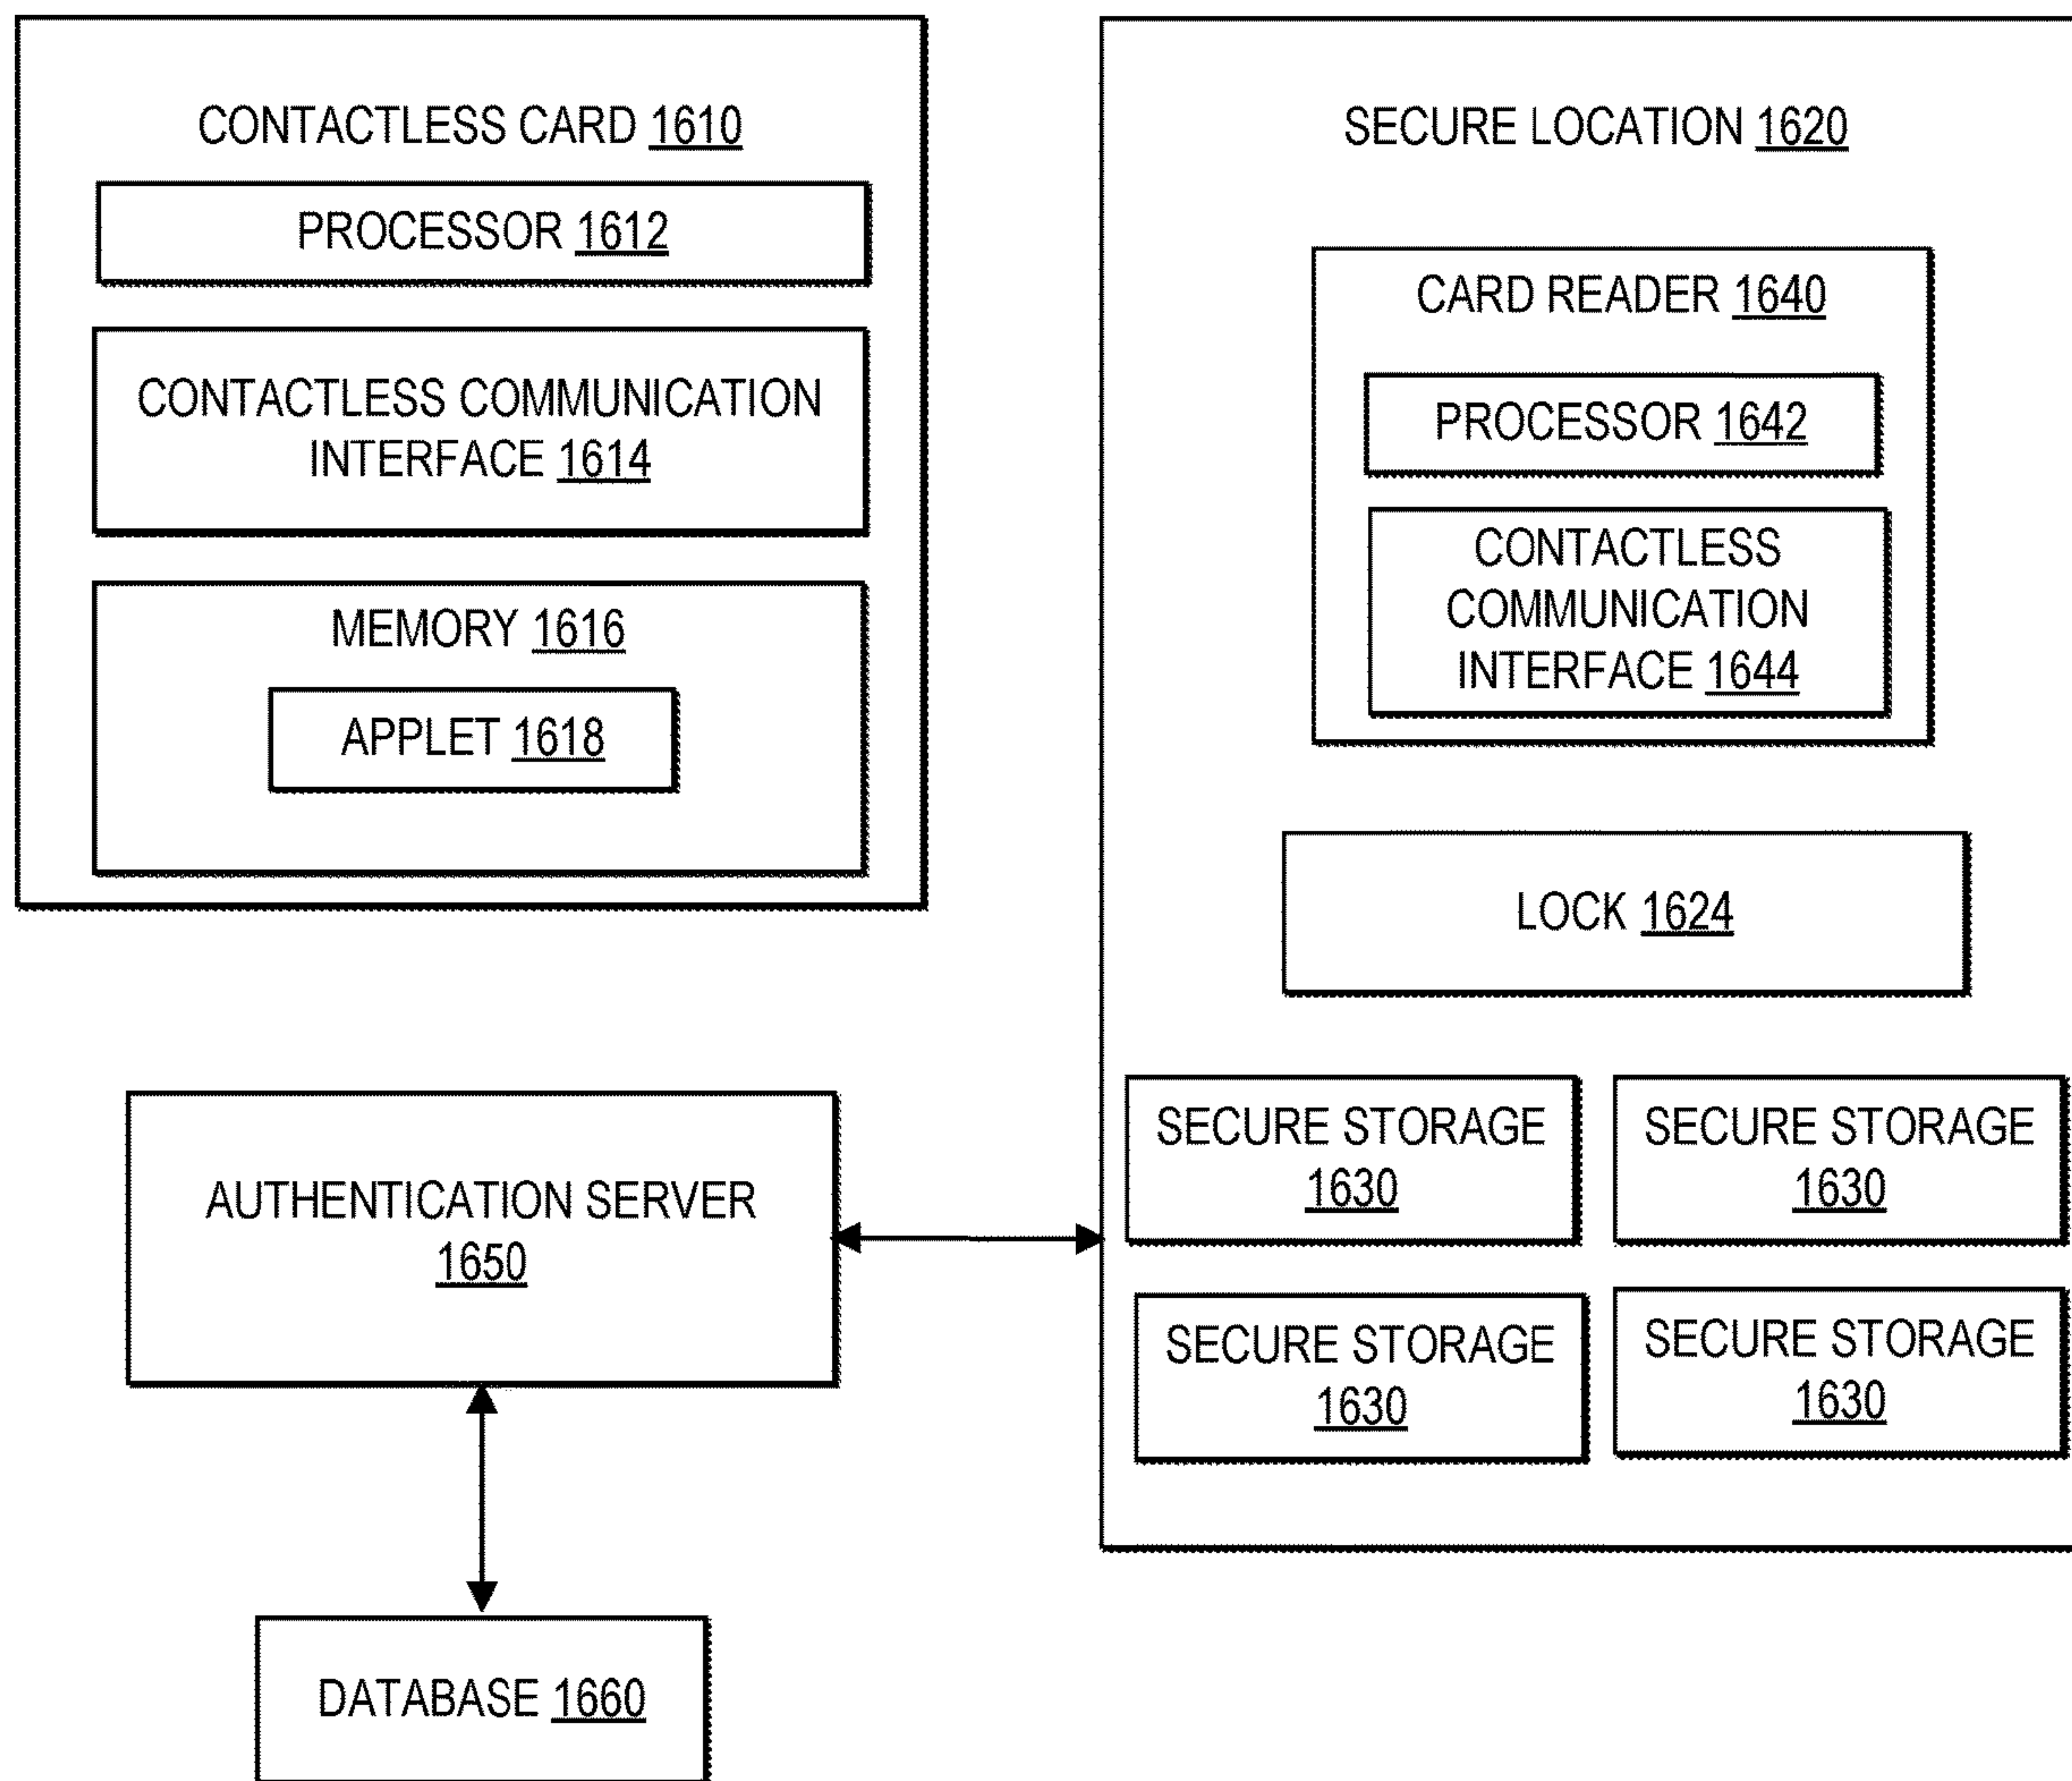 CONTACTLESS CARD 1610
PROCESSOR 1612
CONTACTLESS COMMUNICATION
INTERFACE 1614
MEMORY 1616
APPLET 1618
SECURE LOCATION 1620
CARD READER 1640
PROCESSOR 1642
CONTACTLESS
COMMUNICATION
INTERFACE 1644
LOCK 1624
SECURE STORAGE
1630
SECURE STORAGE
1630
SECURE STORAGE
1630
SECURE STORAGE
1630
AUTHENTICATION SERVER
1650
DATABASE 1660